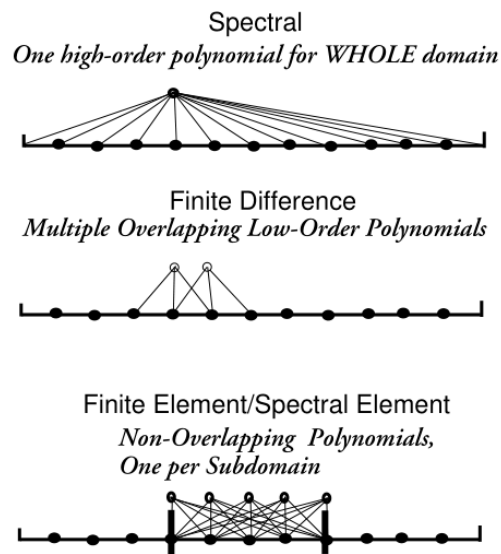 Spectral
One high-order polynomial for WHOLE domain
Finite Difference
Multiple Overlapping Low-Order Polynomials
Finite Element/Spectral Element
Non-Overlapping Polynomials,
One per Subdomain